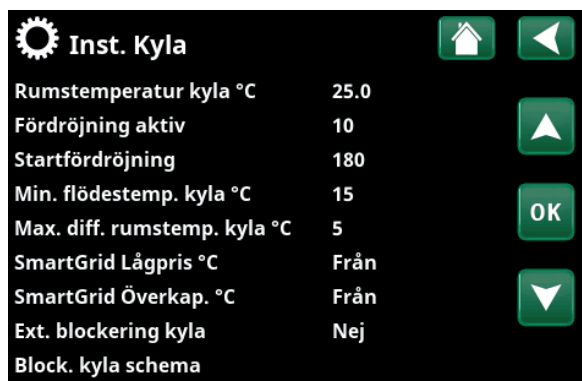 Inst. Kyla
Rumstemperatur kyla °C 25.0
Fördröjning aktiv 10
Startfördröjning 180
Min. flödestemp. kyla °C 15
Max. diff. rumstemp. kyla °C 5
OK
SmartGrid Lågpris °C Från
SmartGrid Överkap. °C Från
Ext. blockering kyla Nej
Block. kyla schema